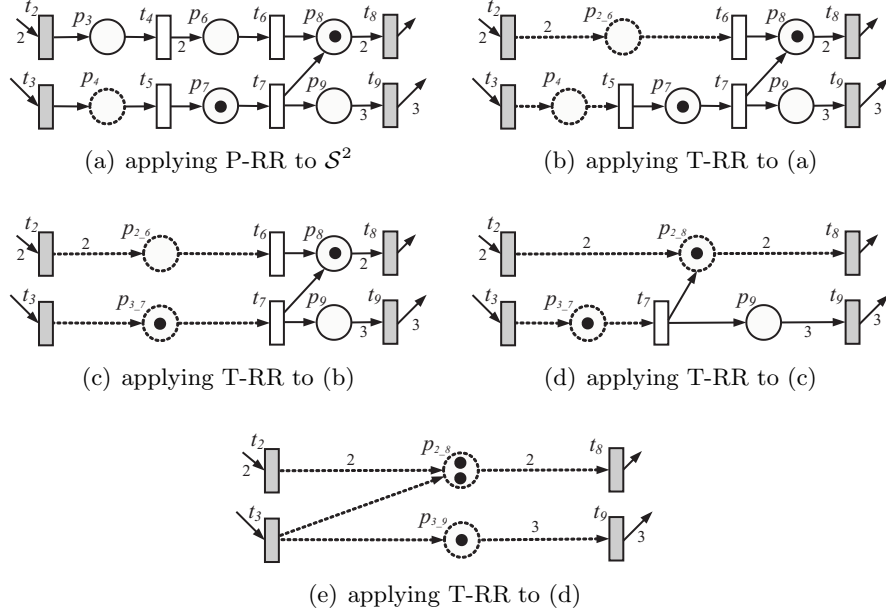 t2 p3 t4 p6 t6 p8 t8
2 2 2
t3 p4 t5 p7 t7 p9 t9
3 3
(a) applying P-RR to 𝒮²
t2 p2_6 t6 p8 t8
2 2 2
t3 p4 t5 p7 t7 p9 t9
3 3
(b) applying T-RR to (a)
t2 p2_6 t6 p8 t8
2 2 2
t3 p3_7 t7 p9 t9
3 3
(c) applying T-RR to (b)
t2 p2_8 t8
2 2 2
t3 p3_7 t7 p9 t9
3 3
(d) applying T-RR to (c)
t2 p2_8 t8
2 2 2
t3 p3_9 t9
3 3
(e) applying T-RR to (d)